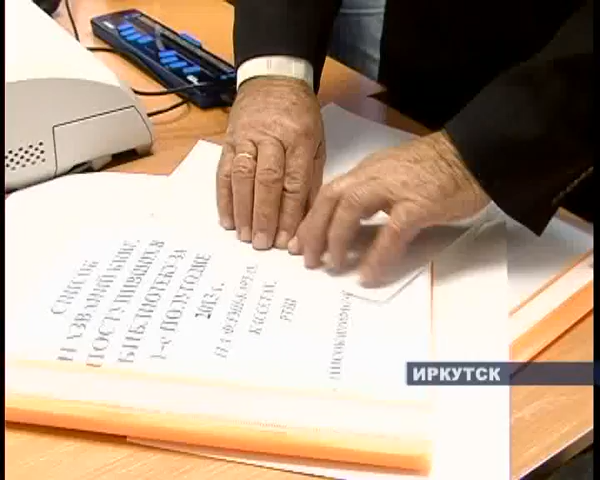 СПИСОК
НАЗВАНИЙ КНИГ,
ПОСТУПИВШИХ В
БИБЛИОТЕКУ ЗА
1-е ПОЛУГОДИЕ
2013 г.
КАССЕТАХ
ИРКУТСК